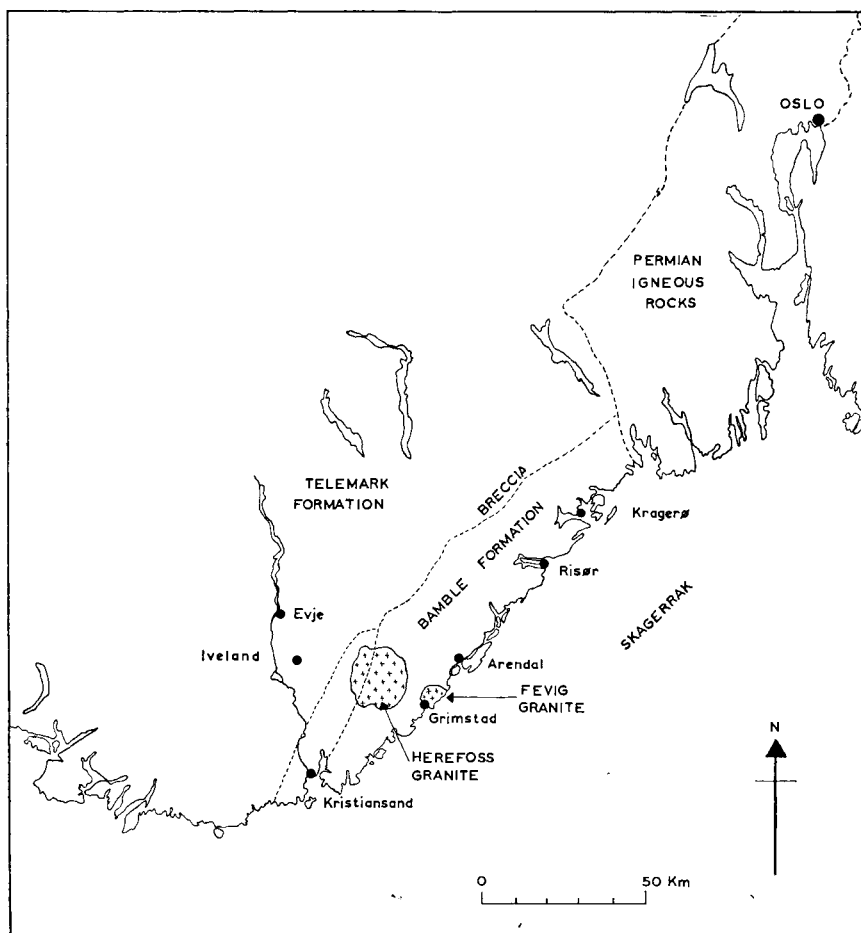 OSLO
PERMIAN
IGNEOUS
ROCKS
TELEMARK
FORMATION
BRECCIA
BAMBLE FORMATION
Kragerø
Risør
SKAGERRAK
Evje
Iveland
Arendal
FEVIG
GRANITE
Grimstad
HEREFOSS
GRANITE
Kristiansand
N
0 50 Km